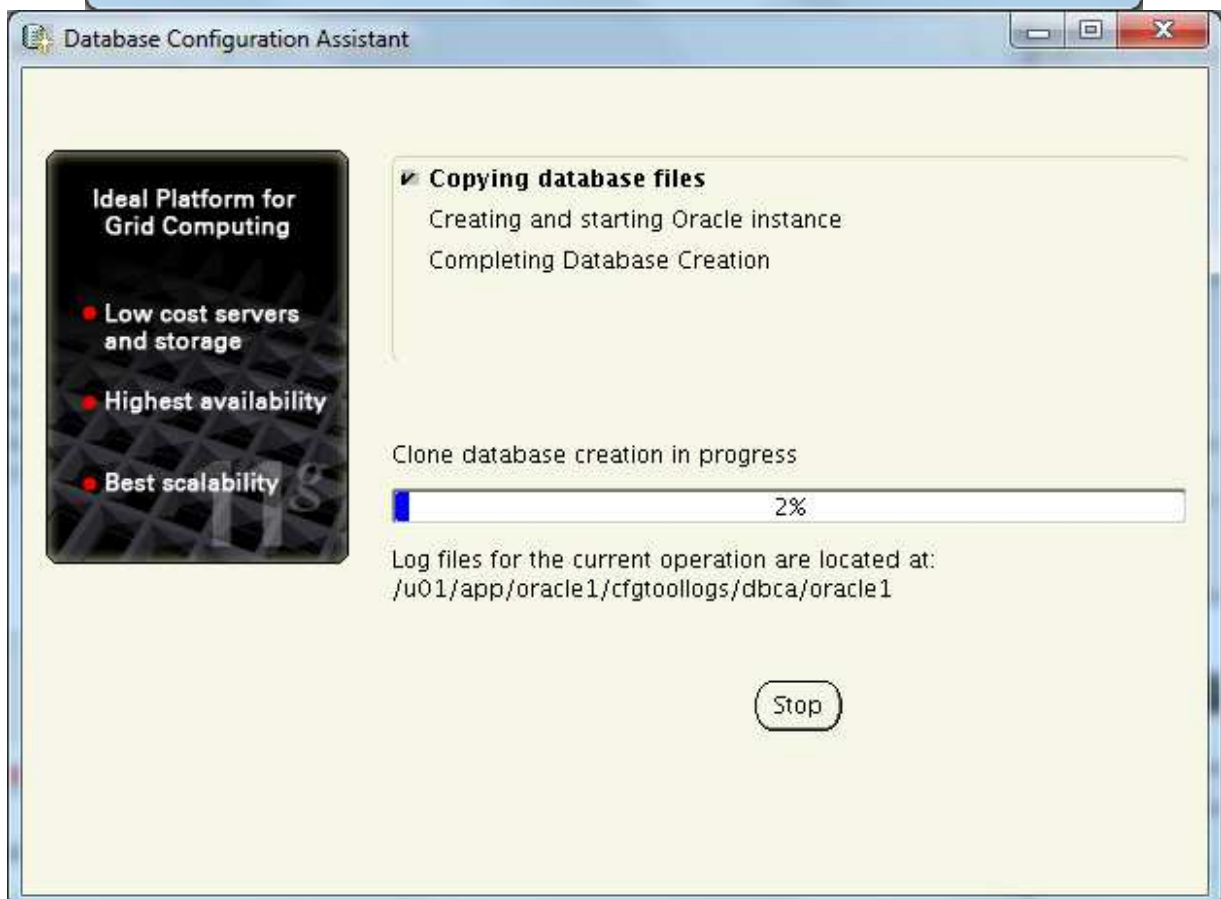 Database Configuration Assistant
Ideal Platform for
Grid Computing
Low cost servers
and storage
Highest availability
Best scalability
11g
Copying database files
Creating and starting Oracle instance
Completing Database Creation
Clone database creation in progress
2%
Log files for the current operation are located at:
/u01/app/oracle1/cfgtoollogs/dbca/oracle1
Stop